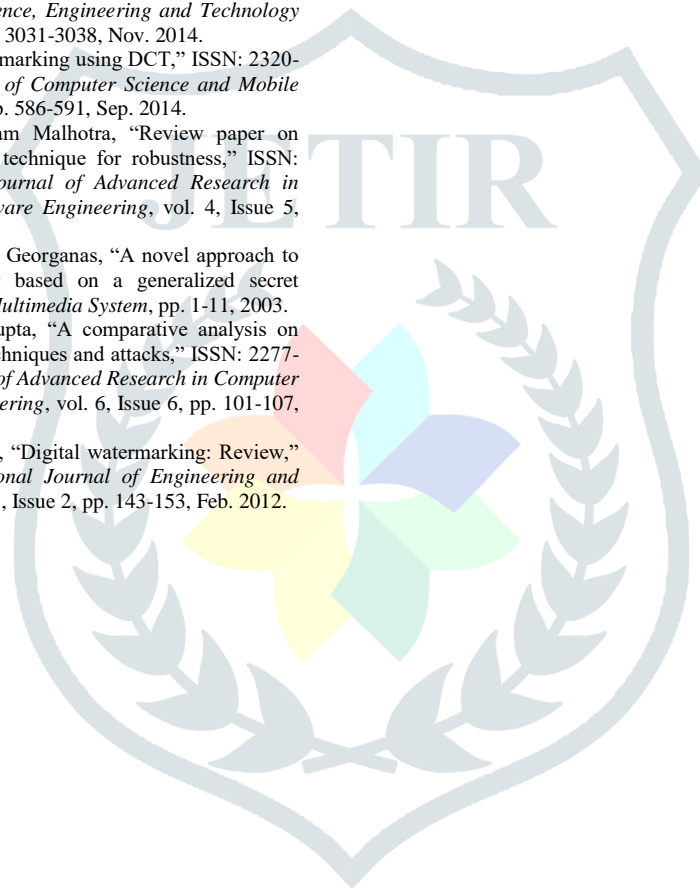 ence, Engineering and Technology
3031-3038, Nov. 2014.
marking using DCT,” ISSN: 2320-
of Computer Science and Mobile
. 586-591, Sep. 2014.
am Malhotra, “Review paper on
technique for robustness,” ISSN:
ournal of Advanced Research in
ware Engineering, vol. 4, Issue 5,
Georganas, “A novel approach to
based on a generalized secret
ultimedia System, pp. 1-11, 2003.
upta, “A comparative analysis on
chniques and attacks,” ISSN: 2277-
of Advanced Research in Computer
ering, vol. 6, Issue 6, pp. 101-107,
, “Digital watermarking: Review,”
onal Journal of Engineering and
, Issue 2, pp. 143-153, Feb. 2012.
JETIR